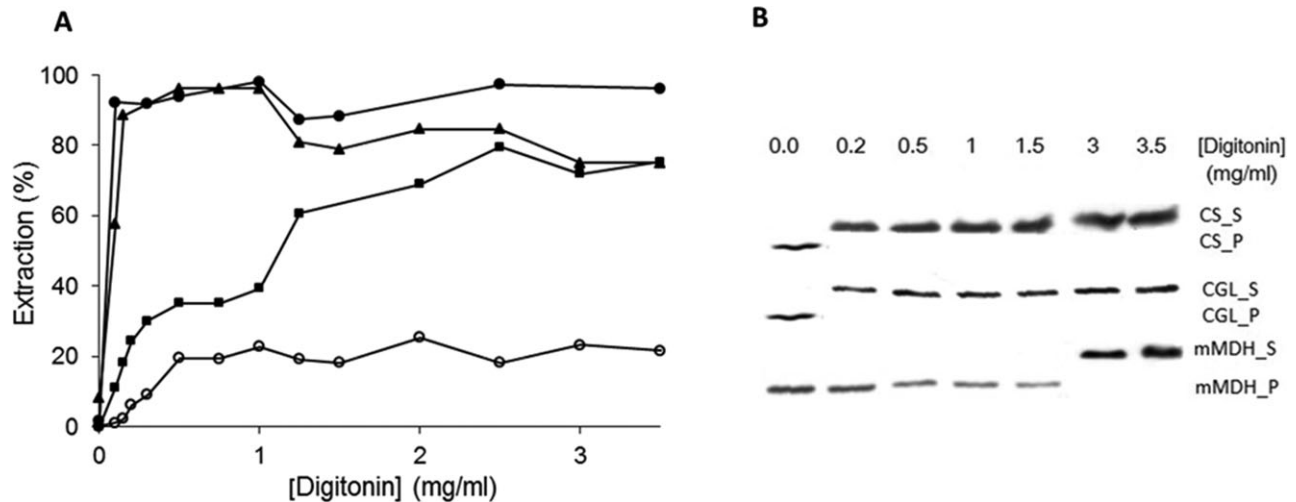 A
100
80
60
40
20
0
Extraction (%)
0 1 2 3
[Digitonin] (mg/ml)
B
0.0 0.2 0.5 1 1.5 3 3.5 [Digitonin]
(mg/ml)
CS_S
CS_P
CGL_S
CGL_P
mMDH_S
mMDH_P